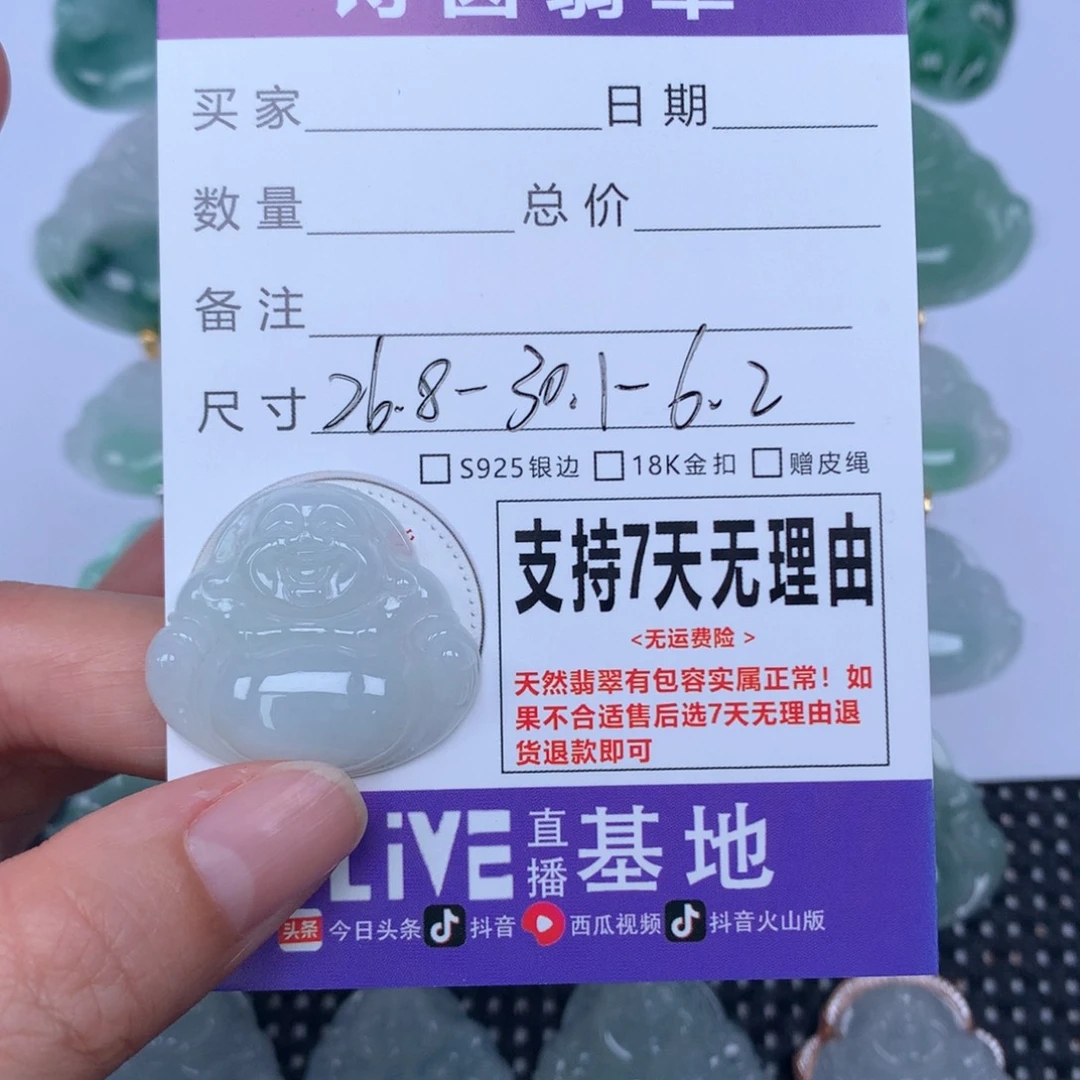 翡翠
买家 日期
数量 总价
备注
尺寸 26.8-30.1-6.2
S925银边 18K金扣 赠皮绳
支持7天无理由
<无运费险>
天然翡翠有包容实属正常！如
果不合适售后选7天无理由退
货退款即可
LiVE 直播 基地
头条 今日头条 抖音 西瓜视频 抖音火山版